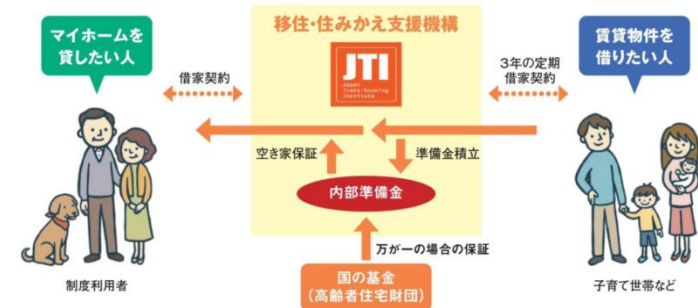 マイホームを
貸したい人
移住・住みかえ支援機構
賃貸物件を
借りたい人
JTI
Japan
Trans-housing
Institute
借家契約
3年の定期
借家契約
空き家保証
準備金積立
内部準備金
万が一の場合の保証
国の基金
(高齢者住宅財団)
制度利用者
子育て世帯など